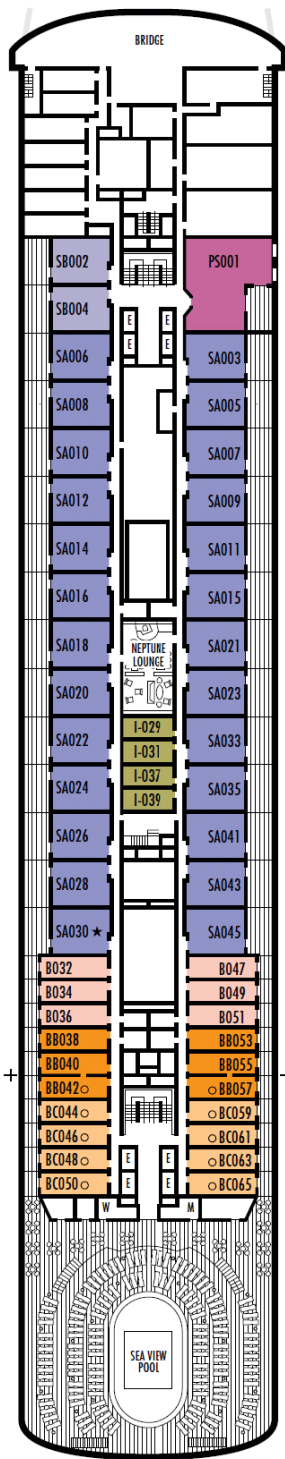 BRIDGE
SB002
PS001
SB004
E E
E E
SA006
SA003
SA008
SA005
SA010
SA007
SA012
SA009
SA014
SA011
SA016
SA015
SA018
NEPTUNE
LOUNGE
SA021
SA020
SA023
SA022
I-029
SA033
I-031
SA024
I-037
SA035
I-039
SA026
SA041
SA028
SA043
SA030 ★
SA045
B032
B047
B034
B049
B036
B051
BB038
BB053
BB040
BB055
BB042○
○BB057
BC044○
○BC059
BC046○
○BC061
BC048○
E E
○BC063
BC050○
E E
○BC065
W
M
SEA VIEW
POOL